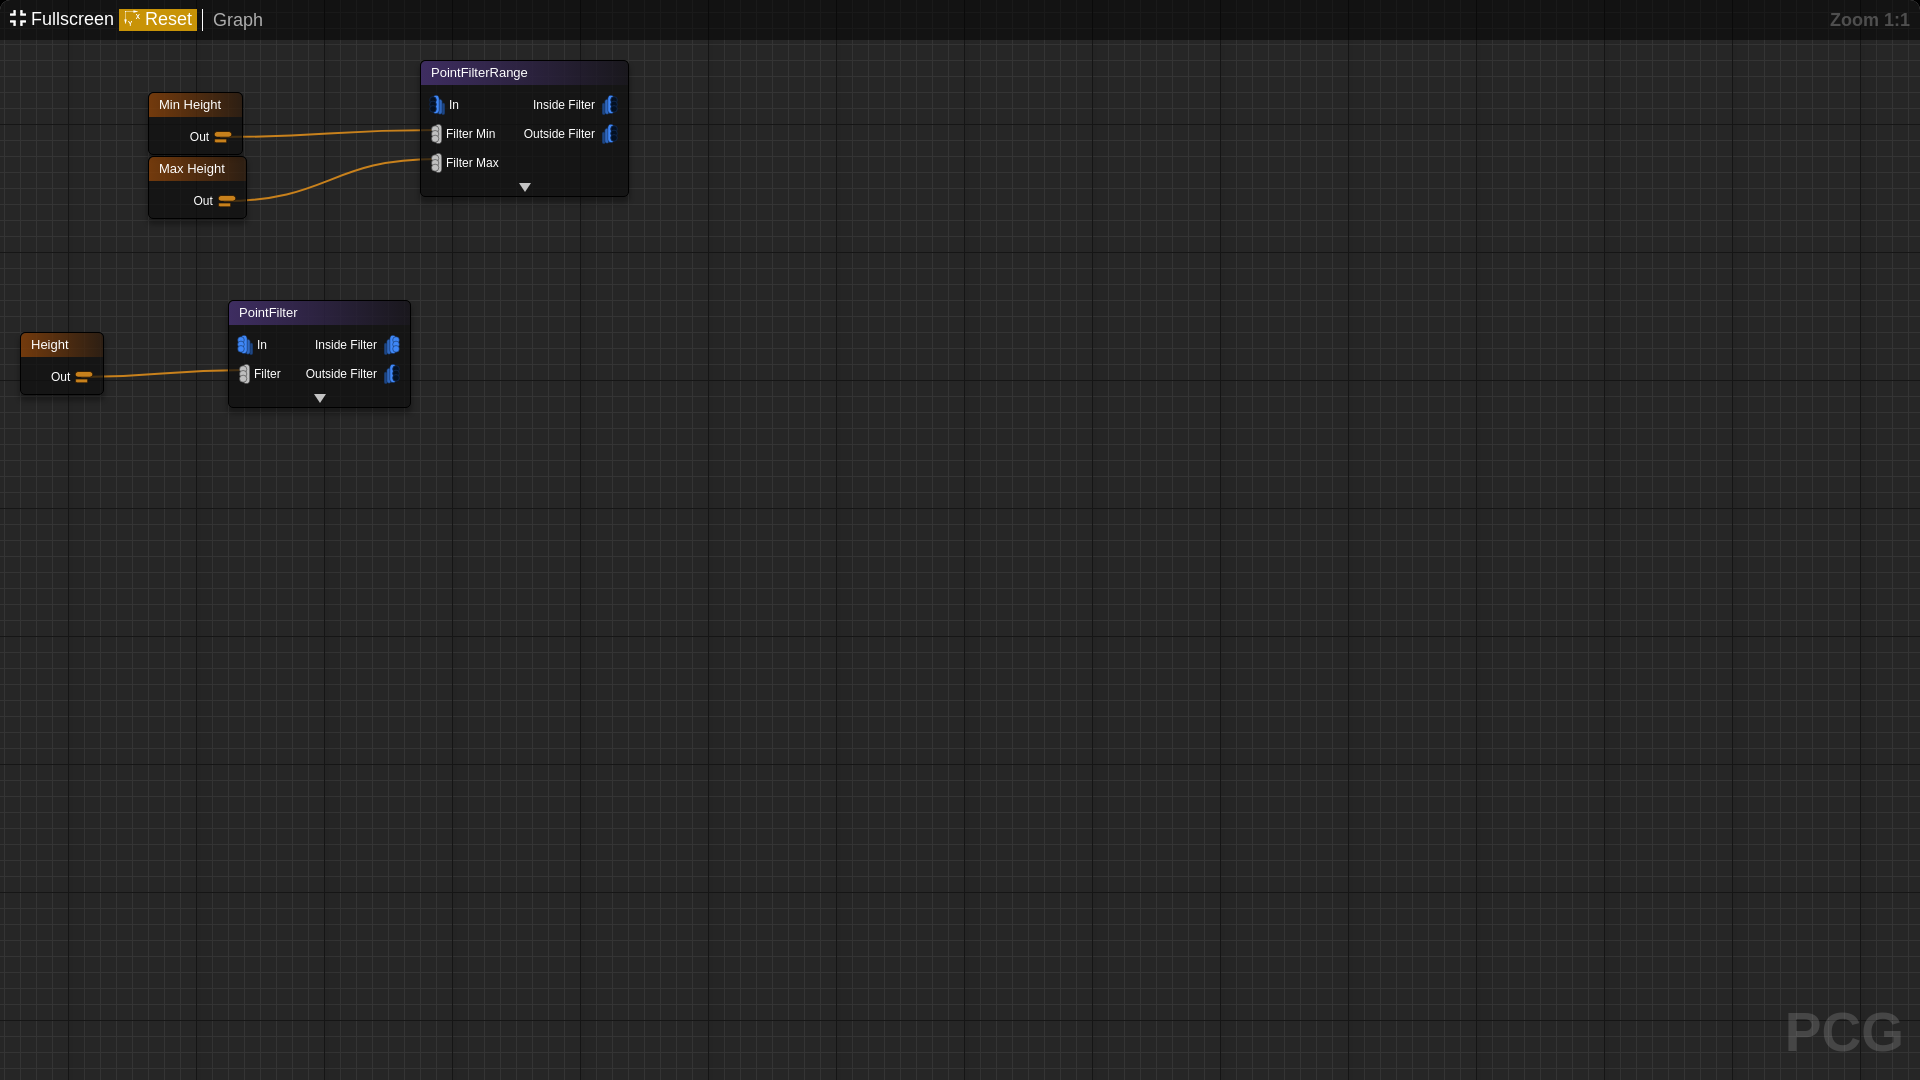 Fullscreen Reset Graph Zoom 1:1
PointFilterRange
In Inside Filter
Filter Min Outside Filter
Filter Max
Min Height
Out
Max Height
Out
PointFilter
In Inside Filter
Filter Outside Filter
Height
Out
PCG